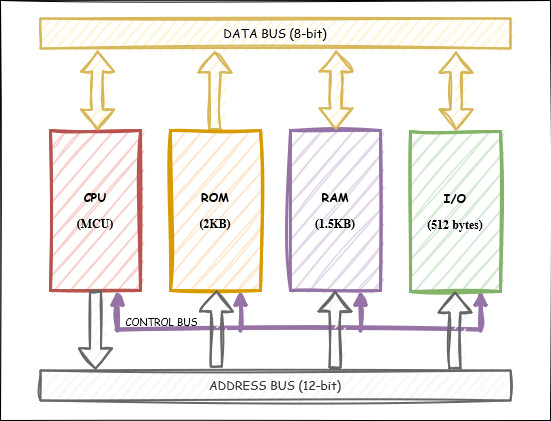 DATA BUS (8-bit)
CPU
(MCU)
ROM
(2KB)
RAM
(1.5KB)
I/O
(512 bytes)
CONTROL BUS
ADDRESS BUS (12-bit)